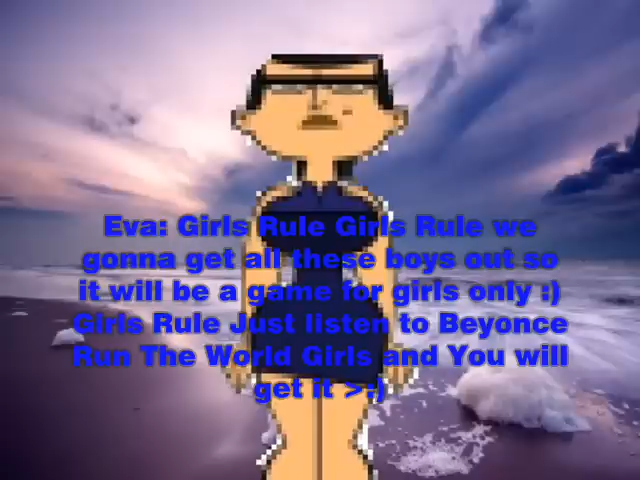 Eva: Girls Rule Girls Rule we
gonna get all these boys out so
it will be a game for girls only :)
Girls Rule Just listen to Beyonce
Run The World Girls and You will
get it >:)